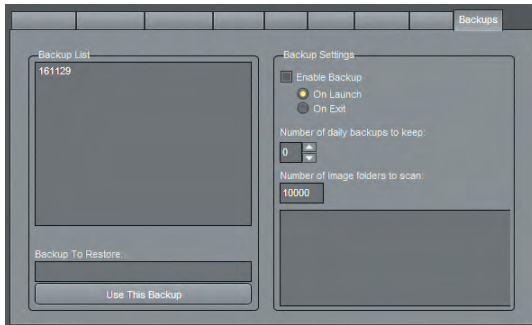 Backups
Backup List
161129
Backup To Restore:
Use This Backup
Backup Settings
Enable Backup
On Launch
On Exit
Number of daily backups to keep:
0
Number of image folders to scan:
10000